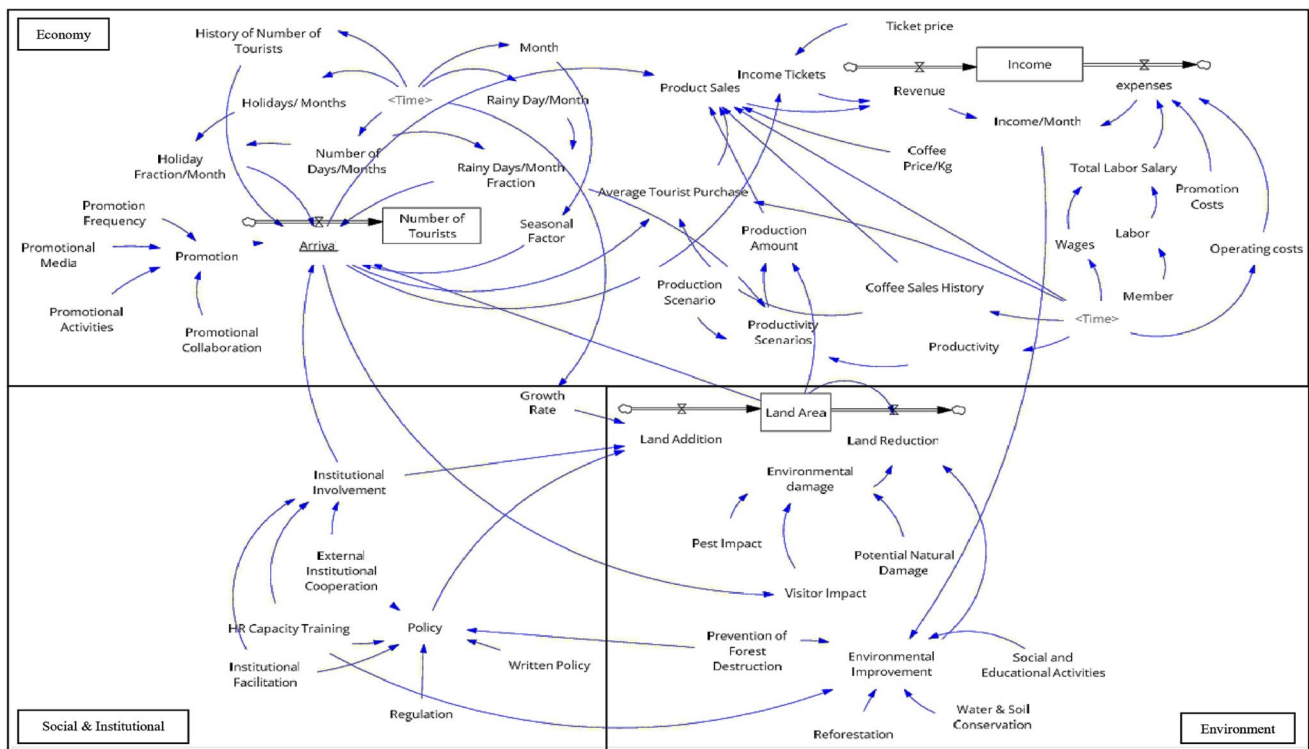 Economy
History of Number of
Tourists
Month
Ticket price
Income Tickets
Income
Product Sales
Revenue
expenses
<Time>
Holidays/ Months
Rainy Day/Month
Income/Month
Number of
Days/Months
Holiday
Fraction/Month
Rainy Days/Month
Fraction
Coffee
Price/Kg
Total Labor Salary
Average Tourist Purchase
Promotion
Costs
Promotion
Frequency
Number of
Tourists
Seasonal
Factor
Production
Amount
Labor
Wages
Operating costs
Promotional
Media
Promotion
Arriva
Production
Scenario
Coffee Sales History
Member
<Time>
Promotional
Activities
Promotional
Collaboration
Productivity
Scenarios
Productivity
Growth
Rate
Land Area
Land Addition
Land Reduction
Institutional
Involvement
Environmental
damage
Pest Impact
Potential Natural
Damage
External
Institutional
Cooperation
Visitor Impact
HR Capacity Training
Policy
Prevention of
Forest
Destruction
Environmental
Improvement
Social and
Educational Activities
Institutional
Facilitation
Written Policy
Regulation
Water & Soil
Conservation
Reforestation
Social & Institutional
Environment